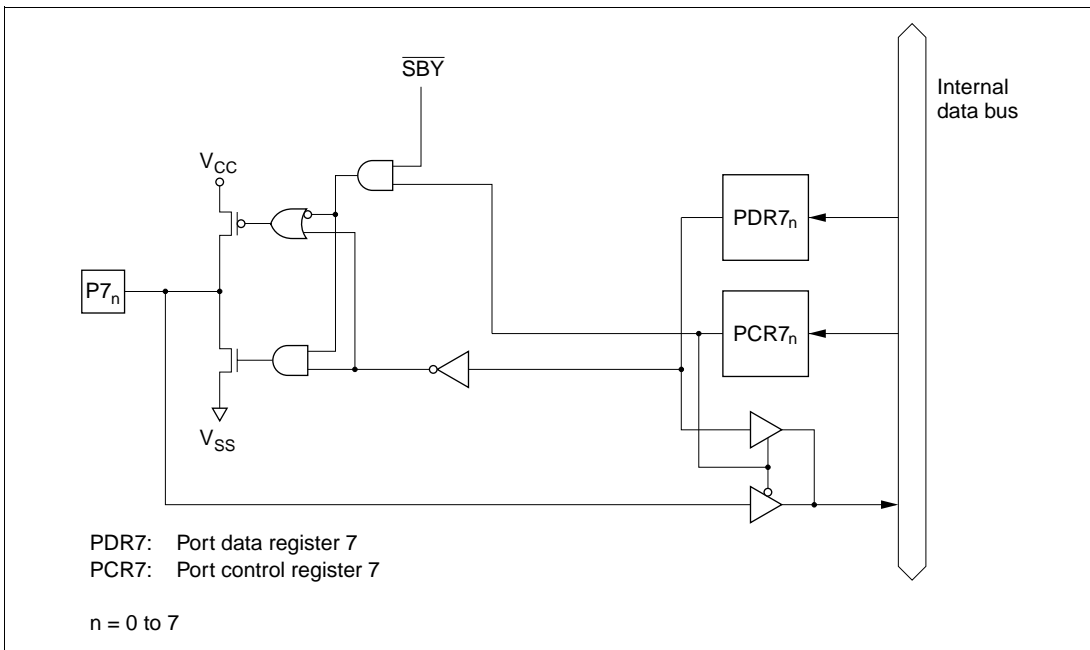 SBY
Internal
data bus
VCC
PDR7n
P7n
PCR7n
VSS
PDR7: Port data register 7
PCR7: Port control register 7
n = 0 to 7